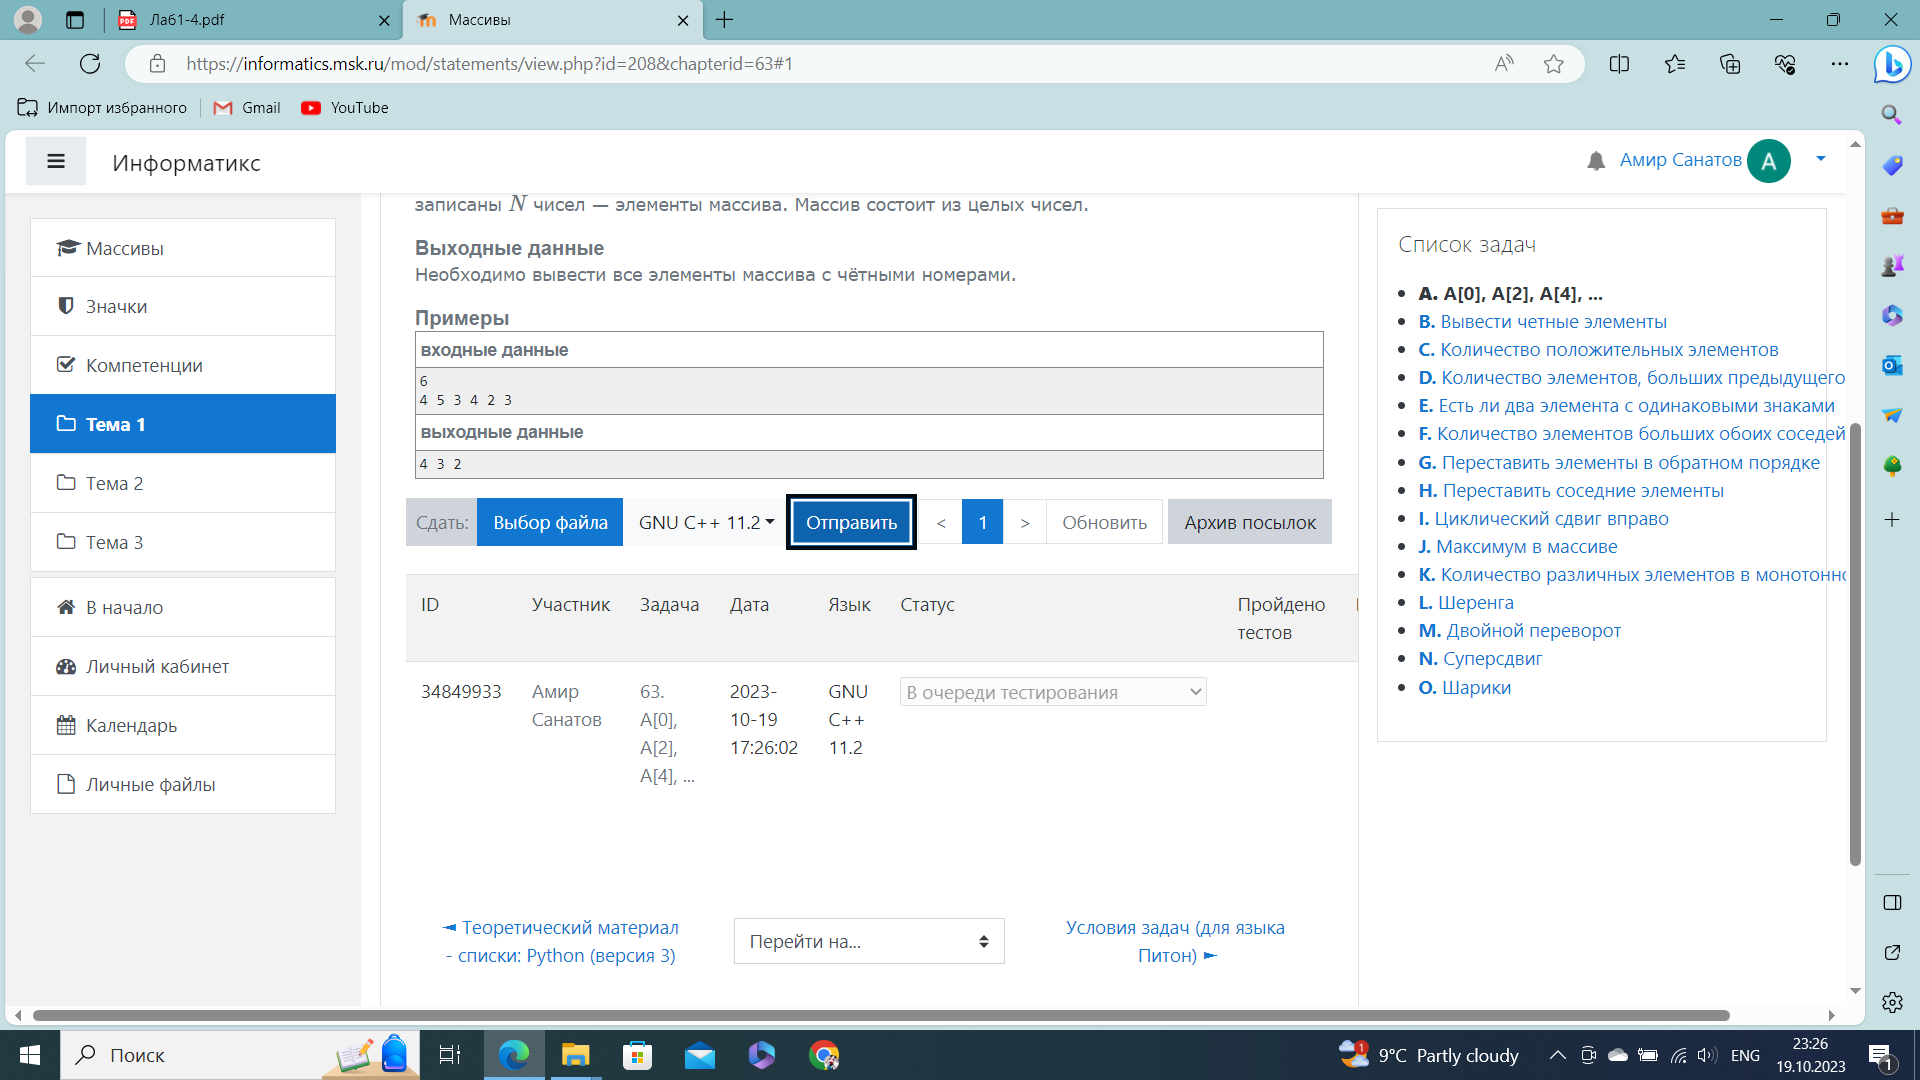 Ла61-4.pdf
Массивы
https://informatics.msk.ru/mod/statements/view.php?id=208&chapterid=63#1
Импорт избранного
Gmail
YouTube
Информатикс
Амир Санатов
А
Массивы
Значки
Компетенции
Тема 1
Тема 2
Тема 3
В начало
Личный кабинет
Календарь
Личные файлы
записаны N чисел — элементы массива. Массив состоит из целых чисел.
Выходные данные
Необходимо вывести все элементы массива с чётными номерами.
Примеры
входные данные
6
4 5 3 4 2 3
выходные данные
4 3 2
Сдать: Выбор файла GNU C++ 11.2 Отправить < 1 > Обновить Архив посылок
ID Участник Задача Дата Язык Статус Пройдено
тестов
34849933 Амир 63. 2023- GNU В очереди тестирования
Санатов A[0], 10-19 C++
A[2], 17:26:02 11.2
A[4], ...
◄ Теоретический материал
- списки: Python (версия 3)
Перейти на...
Условия задач (для языка
Питон) ►
Список задач
A. A[0], A[2], A[4], ...
B. Вывести четные элементы
C. Количество положительных элементов
D. Количество элементов, больших предыдущего
E. Есть ли два элемента с одинаковыми знаками
F. Количество элементов больших обоих соседей
G. Переставить элементы в обратном порядке
H. Переставить соседние элементы
I. Циклический сдвиг вправо
J. Максимум в массиве
K. Количество различных элементов в монотонно
L. Шеренга
M. Двойной переворот
N. Суперсдвиг
O. Шарики
Поиск
1
9°C Partly cloudy
ENG
23:26
19.10.2023
1